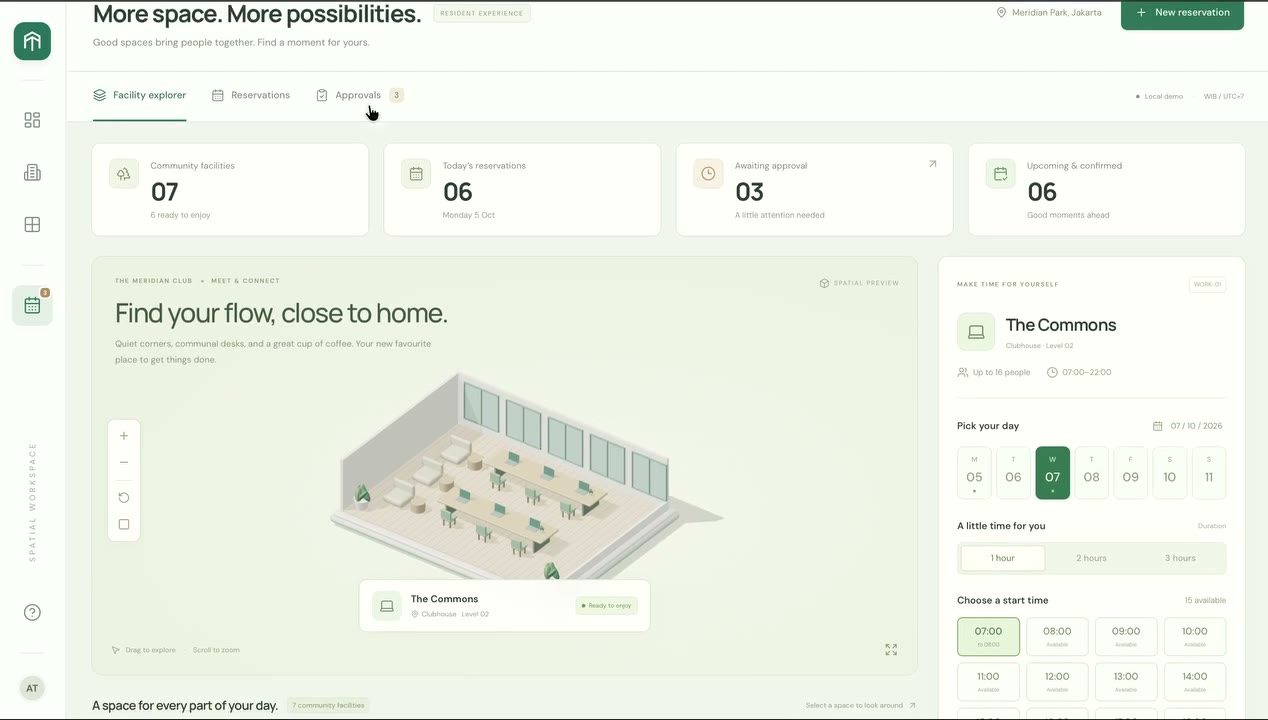 More space. More possibilities.
RESIDENT EXPERIENCE
Meridian Park, Jakarta
New reservation
Good spaces bring people together. Find a moment for yours.
Facility explorer
Reservations
Approvals
3
Local demo
WIB / UTC+7
Community facilities
07
6 ready to enjoy
Today's reservations
06
Monday 5 Oct
Awaiting approval
03
A little attention needed
Upcoming & confirmed
06
Good moments ahead
3
SPATIAL WORKSPACE
AT
THE MERIDIAN CLUB • MEET & CONNECT
SPATIAL PREVIEW
Find your flow, close to home.
Quiet corners, communal desks, and a great cup of coffee. Your new favourite
place to get things done.
The Commons
Clubhouse · Level 02
Ready to enjoy
Drag to explore · Scroll to zoom
A space for every part of your day.
7 community facilities
Select a space to look around
MAKE TIME FOR YOURSELF
WORK-01
The Commons
Clubhouse · Level 02
Up to 16 people
07:00–22:00
Pick your day
07 / 10 / 2026
M T W T F S S
05 06 07 08 09 10 11
A little time for you
Duration
1 hour
2 hours
3 hours
Choose a start time
15 available
07:00 08:00 09:00 10:00
to 08:00 Available Available Available
11:00 12:00 13:00 14:00
Available Available Available Available